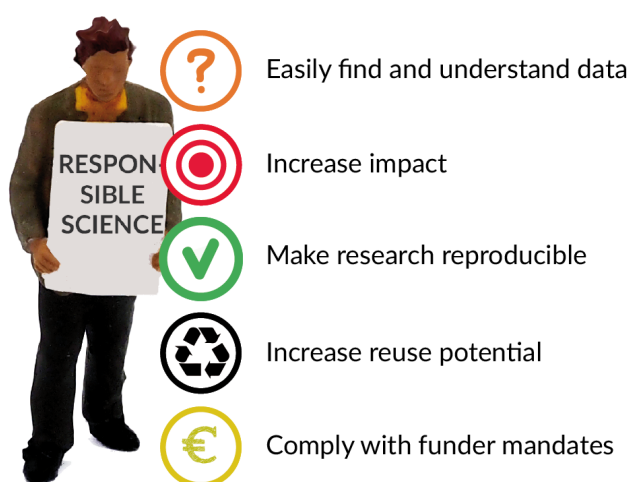 RESPON-
SIBLE
SCIENCE
?
Easily find and understand data
Increase impact
Make research reproducible
Increase reuse potential
€
Comply with funder mandates